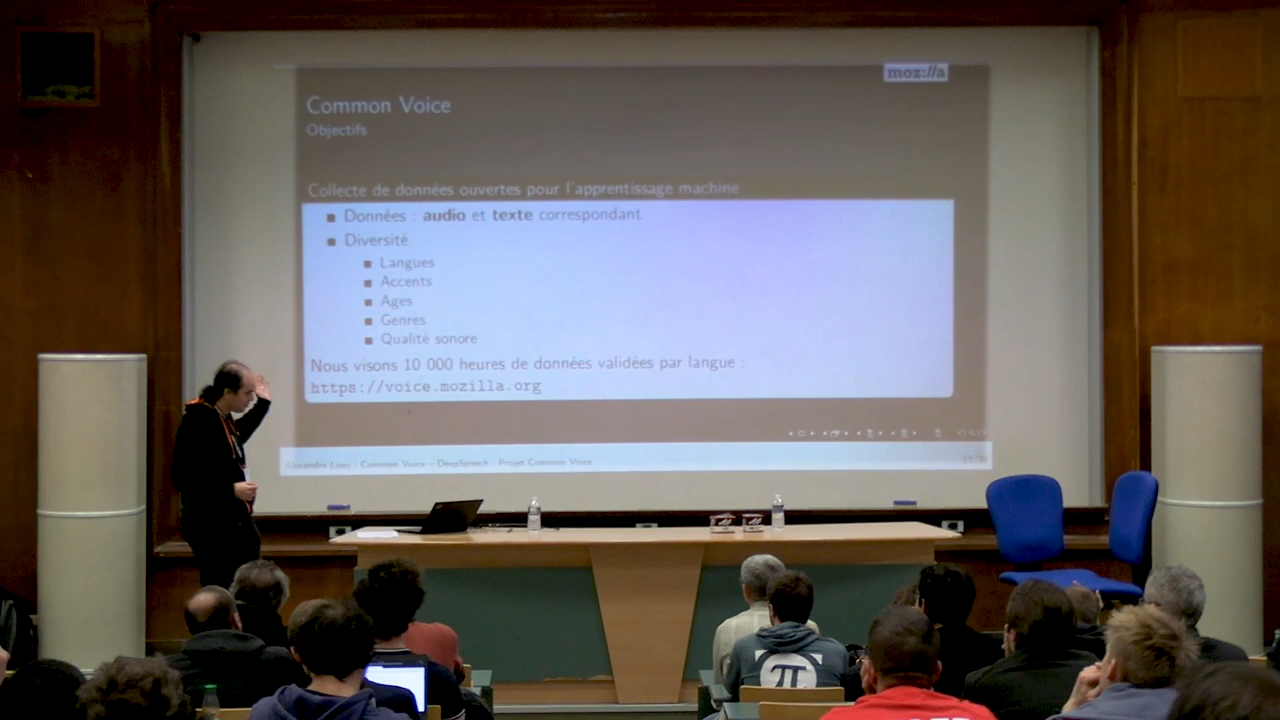 moz://a
Common Voice
Objectifs
Collecte de données ouvertes pour l'apprentissage machine
Données : audio et texte correspondant
Diversité
Langues
Accents
Ages
Genres
Qualité sonore
Nous visons 10 000 heures de données validées par langue :
https://voice.mozilla.org
Common Voice – DeepSpeech : Projet Common Voice
π